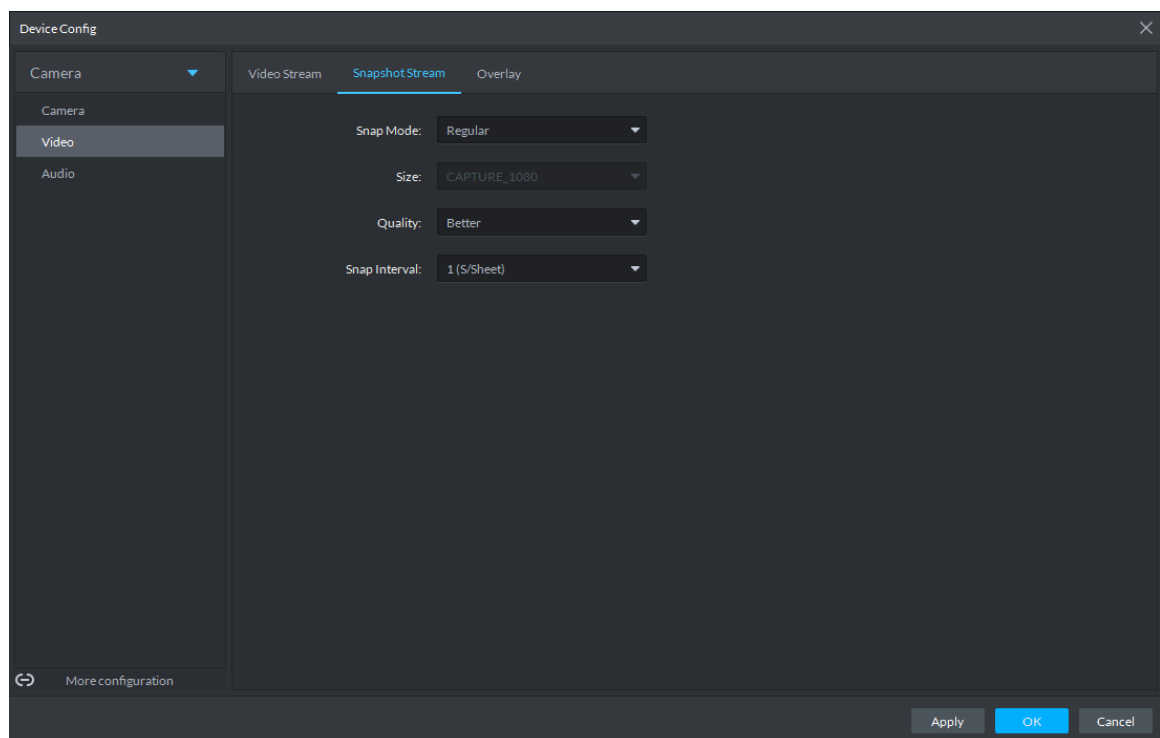 Device Config
Camera
Camera
Video
Audio
More configuration
Video Stream Snapshot Stream Overlay
Snap Mode: Regular
Size: CAPTURE_1080
Quality: Better
Snap Interval: 1 (S/Sheet)
Apply OK Cancel